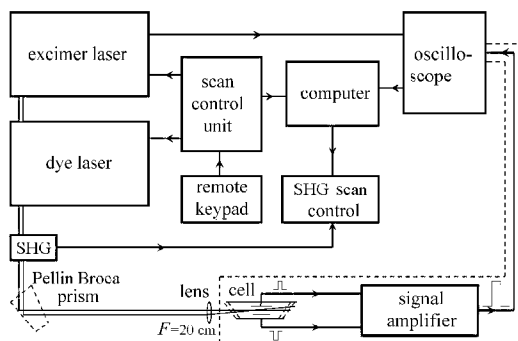 excimer laser
oscillo-
scope
scan
control
unit
computer
dye laser
remote
keypad
SHG scan
control
SHG
Pellin Broca
prism
lens
cell
F=20 cm
signal
amplifier